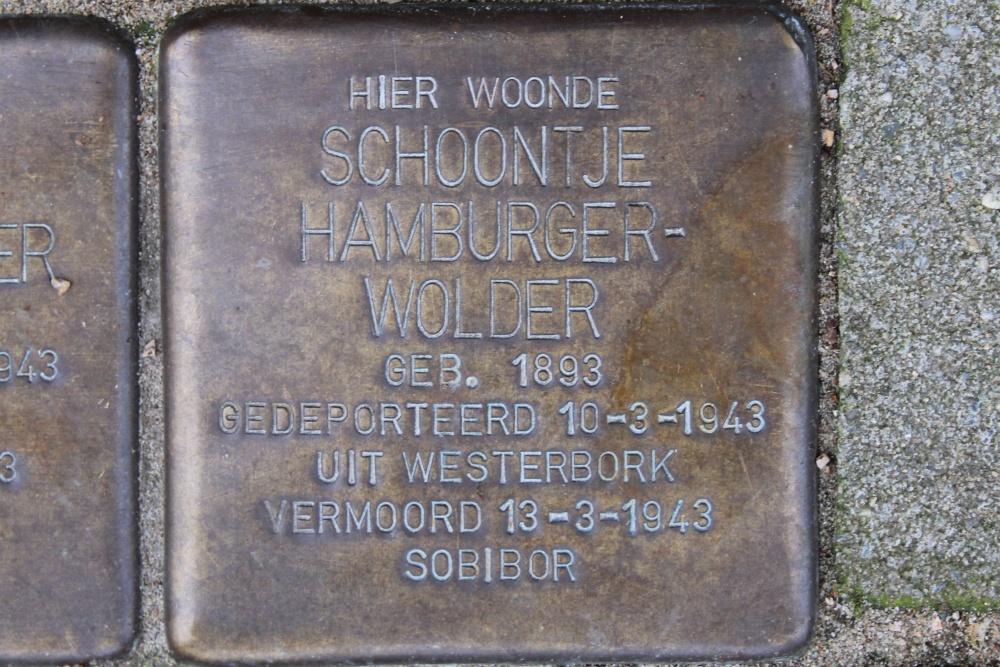 HIER WOONDE
SCHOONTJE
HAMBURGER-
WOLDER
GEB. 1893
GEDEPORTEERD 10-3-1943
UIT WESTERBORK
VERMOORD 13-3-1943
SOBIBOR